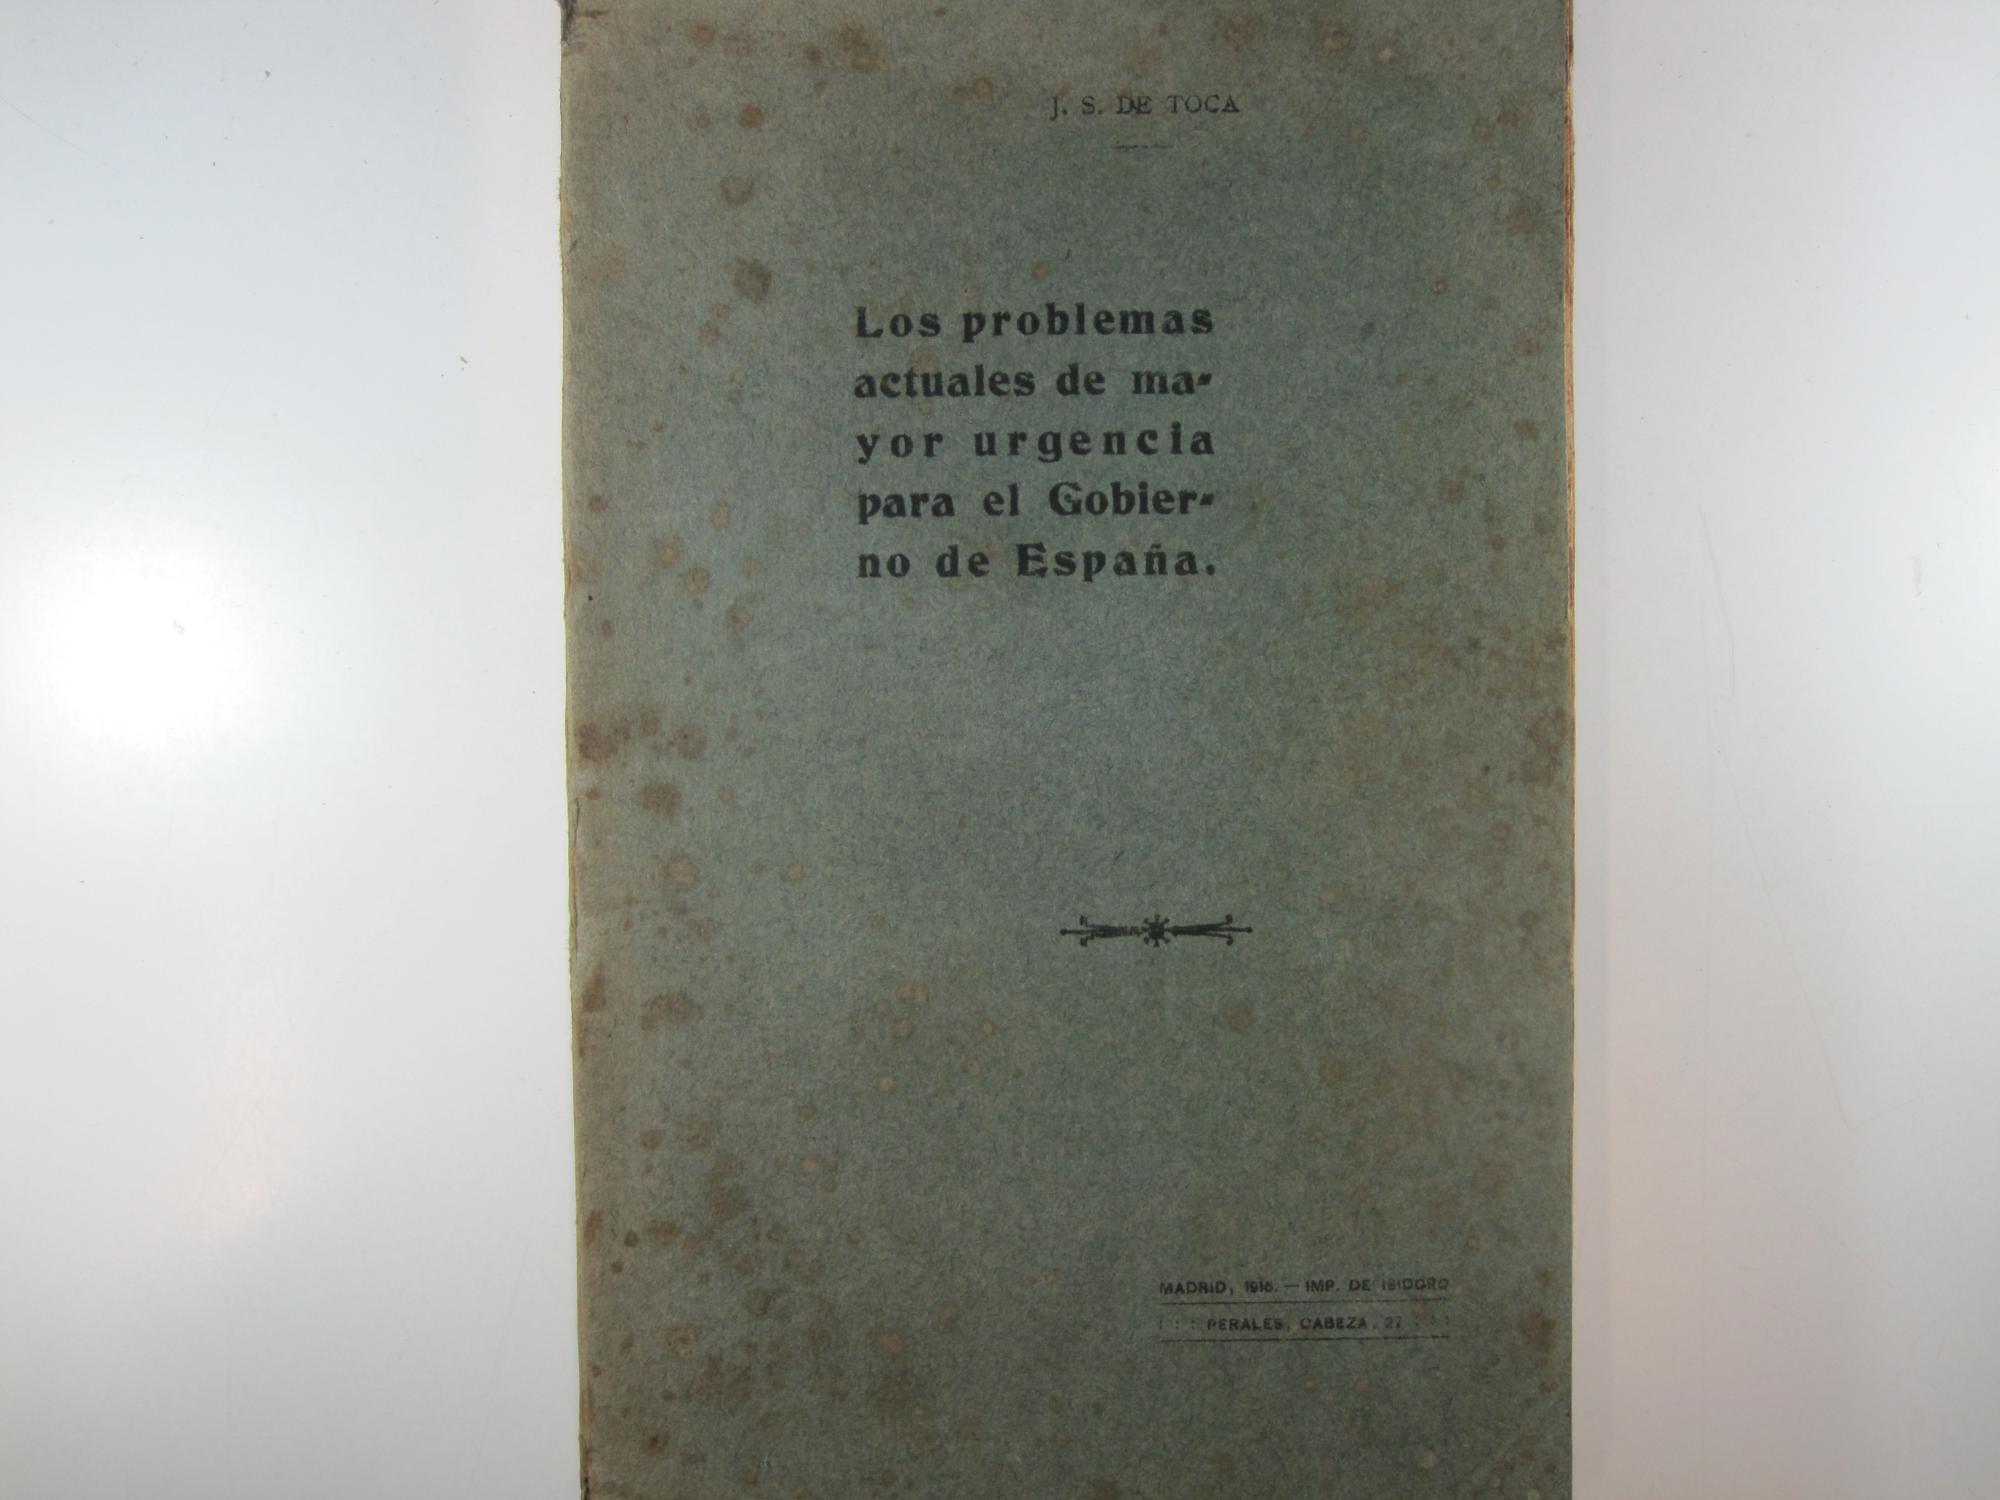 J. S. DE TOCA
Los problemas
actuales de ma-
yor urgencia
para el Gobier-
no de España.
MADRID, 1916. — IMP. DE ISIDORO
: : : PERALES, CABEZA, 27 : : :